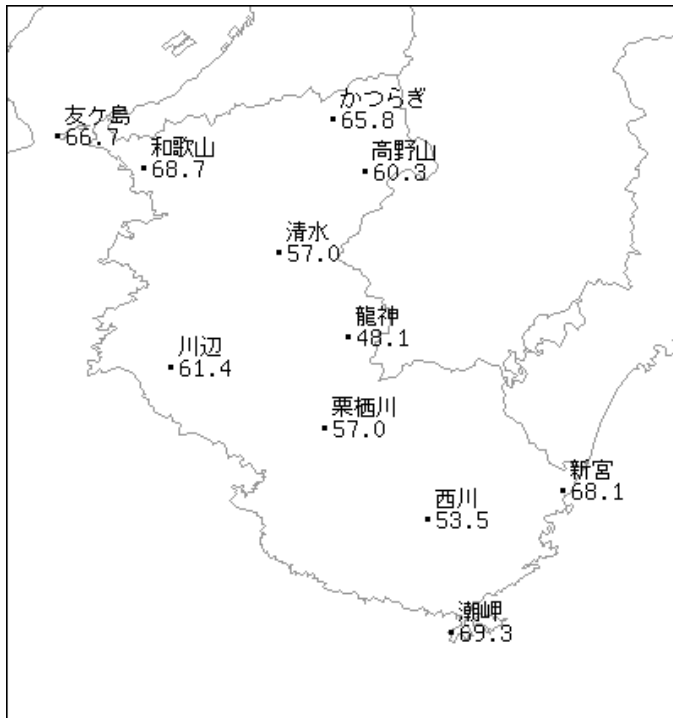 かつらぎ
65.8
友ケ島
66.7
和歌山
68.7
高野山
60.3
清水
57.0
龍神
48.1
川辺
61.4
栗栖川
57.0
新宮
68.1
西川
53.5
潮岬
69.3